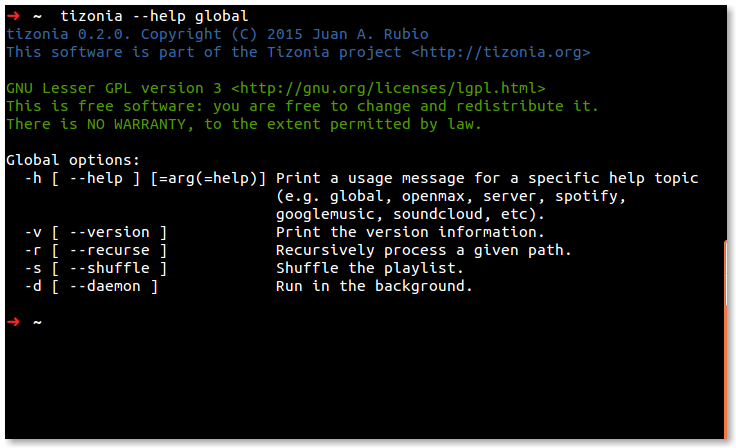 ➜ ~ tizonia --help global
tizonia 0.2.0. Copyright (C) 2015 Juan A. Rubio
This software is part of the Tizonia project <http://tizonia.org>
GNU Lesser GPL version 3 <http://gnu.org/licenses/lgpl.html>
This is free software: you are free to change and redistribute it.
There is NO WARRANTY, to the extent permitted by law.
Global options:
-h [ --help ] [=arg(=help)] Print a usage message for a specific help topic
(e.g. global, openmax, server, spotify,
googlemusic, soundcloud, etc).
-v [ --version ] Print the version information.
-r [ --recurse ] Recursively process a given path.
-s [ --shuffle ] Shuffle the playlist.
-d [ --daemon ] Run in the background.
➜ ~